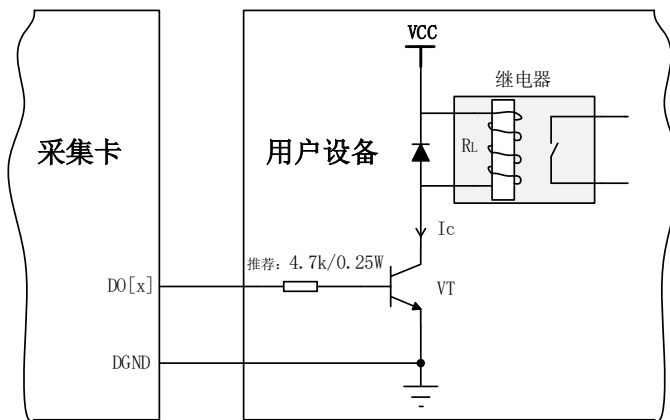 VCC
继电器
采集卡
用户设备
RL
Ic
推荐: 4.7k/0.25W
DO[x]
VT
DGND